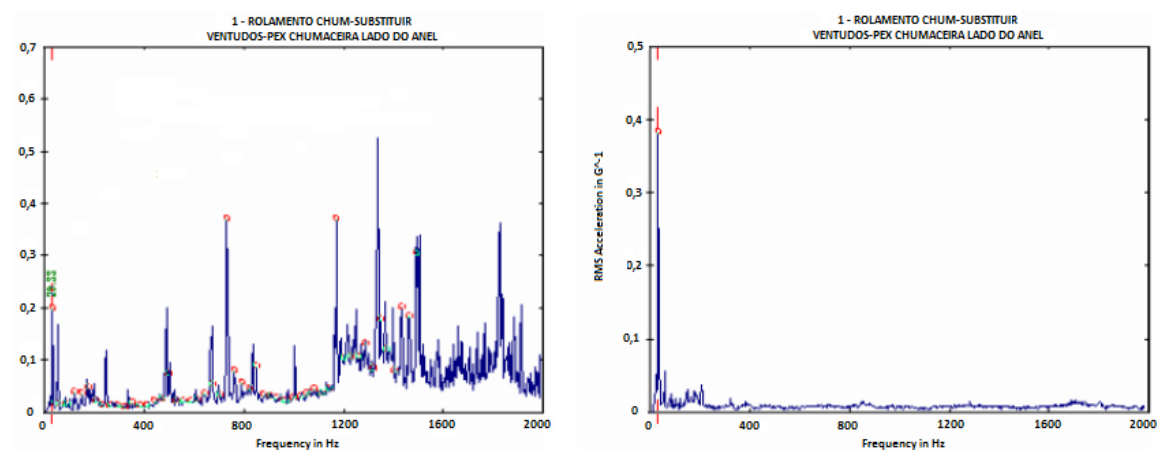 1 - ROLAMENTO CHUM-SUBSTITUIR
VENTUDOS-PEX CHUMACEIRA LADO DO ANEL
0,7
0,6
0,5
0,4
0,3
0,2
0,1
0
0 400 800 1200 1600 2000
Frequency in Hz
1 - ROLAMENTO CHUM-SUBSTITUIR
VENTUDOS-PEX CHUMACEIRA LADO DO ANEL
RMS Acceleration in G^-1
0,5
0,4
0,3
0,2
0,1
0
0 400 800 1200 1600 2000
Frequency in Hz